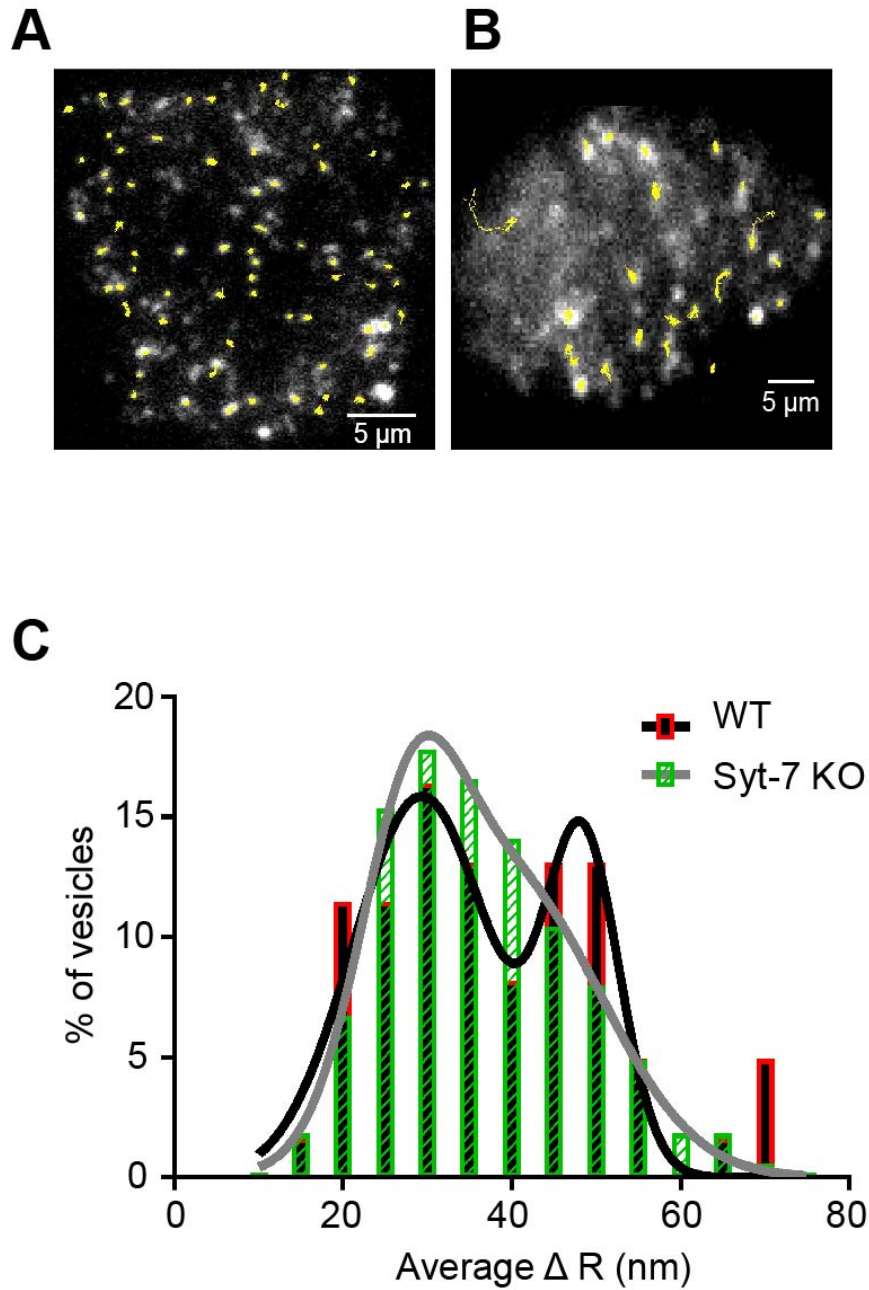 A
B
5 µm
5 µm
C
20
15
10
5
0
% of vesicles
WT
Syt-7 KO
0
20
40
60
80
Average Δ R (nm)